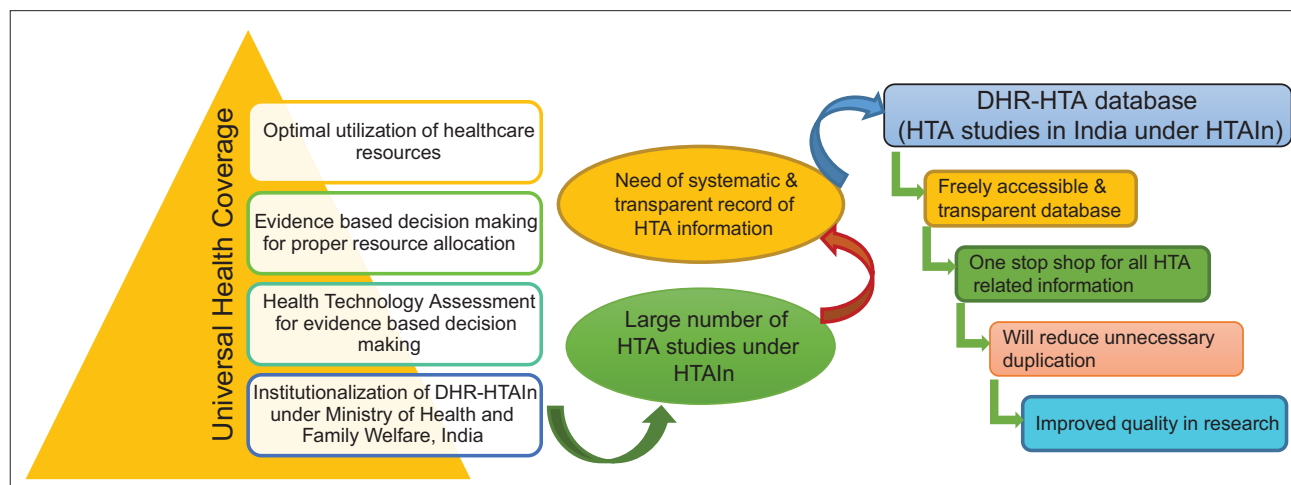 Universal Health Coverage
Optimal utilization of healthcare
resources
Evidence based decision making
for proper resource allocation
Health Technology Assessment
for evidence based decision
making
Institutionalization of DHR-HTAIn
under Ministry of Health and
Family Welfare, India
Large number of
HTA studies under
HTAIn
Need of systematic &
transparent record of
HTA information
DHR-HTA database
(HTA studies in India under HTAIn)
Freely accessible &
transparent database
One stop shop for all HTA
related information
Will reduce unnecessary
duplication
Improved quality in research